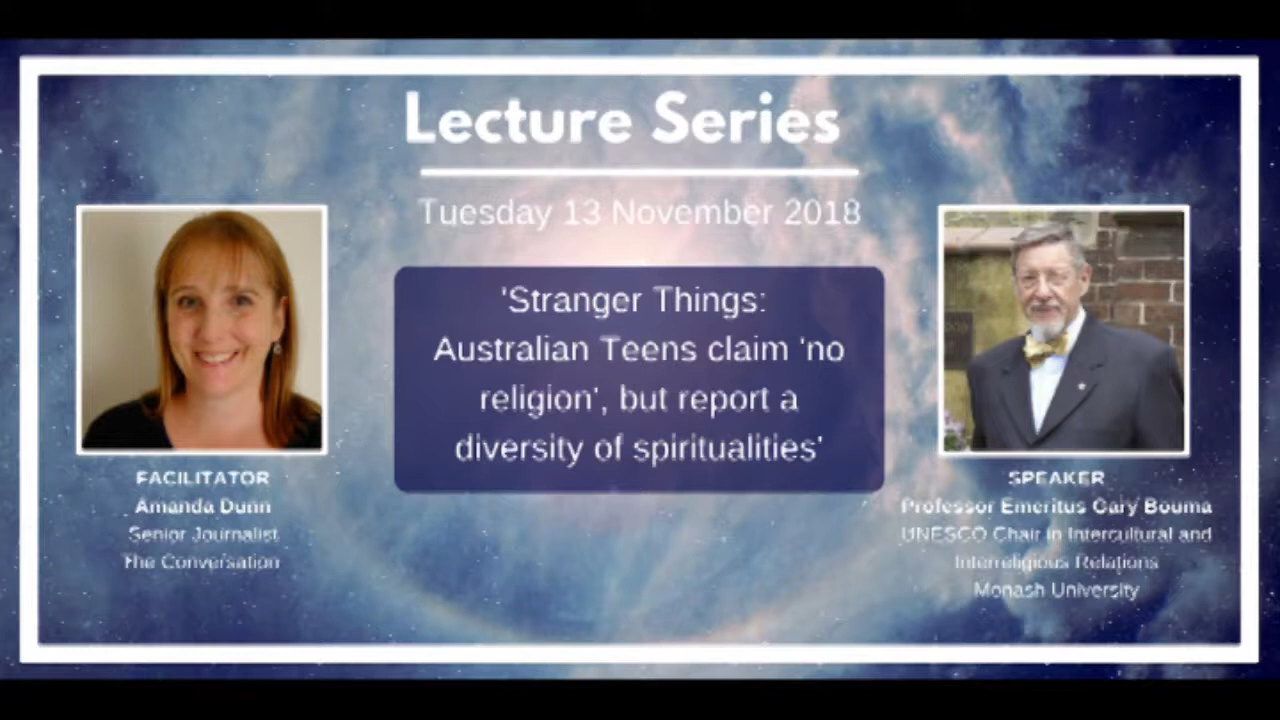 Lecture Series
Tuesday 13 November 2018
'Stranger Things:
Australian Teens claim 'no
religion', but report a
diversity of spiritualities'
FACILITATOR
Amanda Dunn
Senior Journalist
The Conversation
SPEAKER
Professor Emeritus Gary Bouma
UNESCO Chair in Intercultural and
Interreligious Relations
Monash University